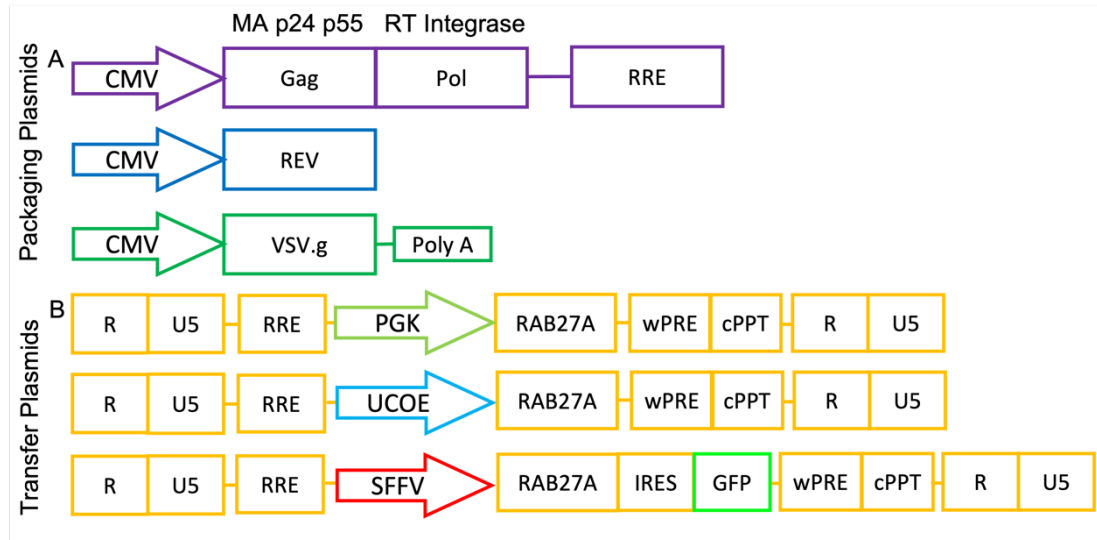 MA p24 p55 RT Integrase
Packaging Plasmids
A
CMV Gag Pol RRE
CMV REV
CMV VSV.g Poly A
Transfer Plasmids
B
R U5 RRE PGK RAB27A wPRE cPPT R U5
R U5 RRE UCOE RAB27A wPRE cPPT R U5
R U5 RRE SFFV RAB27A IRES GFP wPRE cPPT R U5